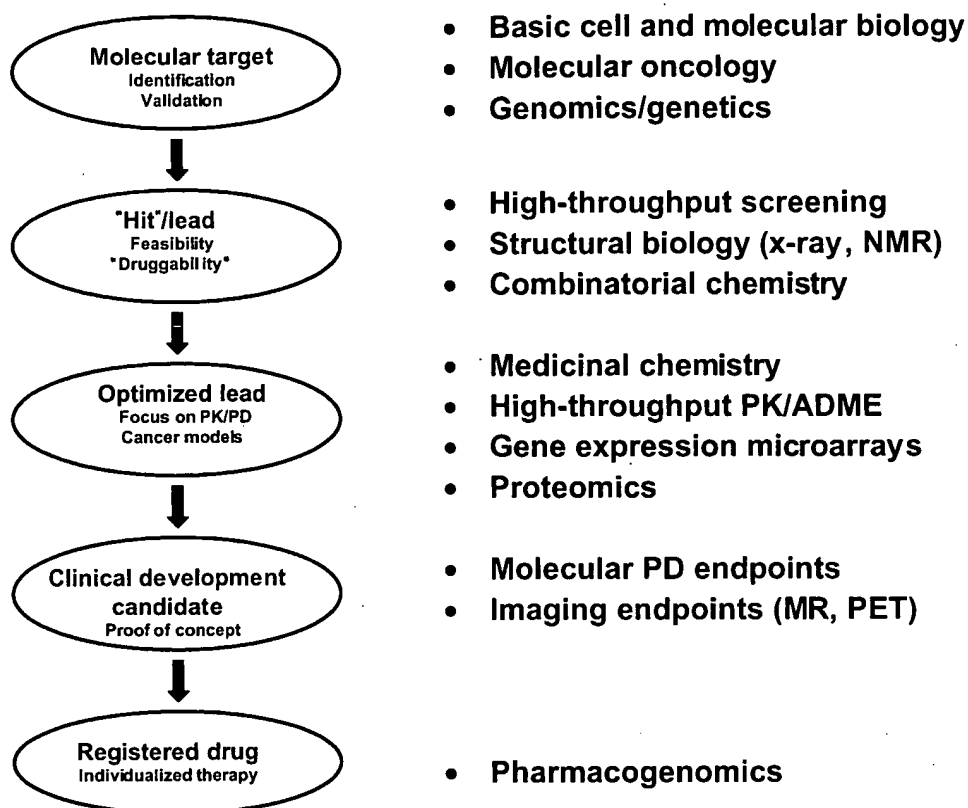 Molecular target
Identification
Validation
• Basic cell and molecular biology
• Molecular oncology
• Genomics/genetics
"Hit"/lead
Feasibility
"Druggability"
• High-throughput screening
• Structural biology (x-ray, NMR)
• Combinatorial chemistry
Optimized lead
Focus on PK/PD
Cancer models
• Medicinal chemistry
• High-throughput PK/ADME
• Gene expression microarrays
• Proteomics
Clinical development
candidate
Proof of concept
• Molecular PD endpoints
• Imaging endpoints (MR, PET)
Registered drug
Individualized therapy
• Pharmacogenomics